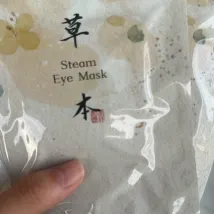 草
Steam
Eye Mask
本